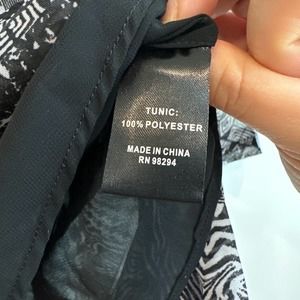 TUNIC:
100% POLYESTER
MADE IN CHINA
RN 98294